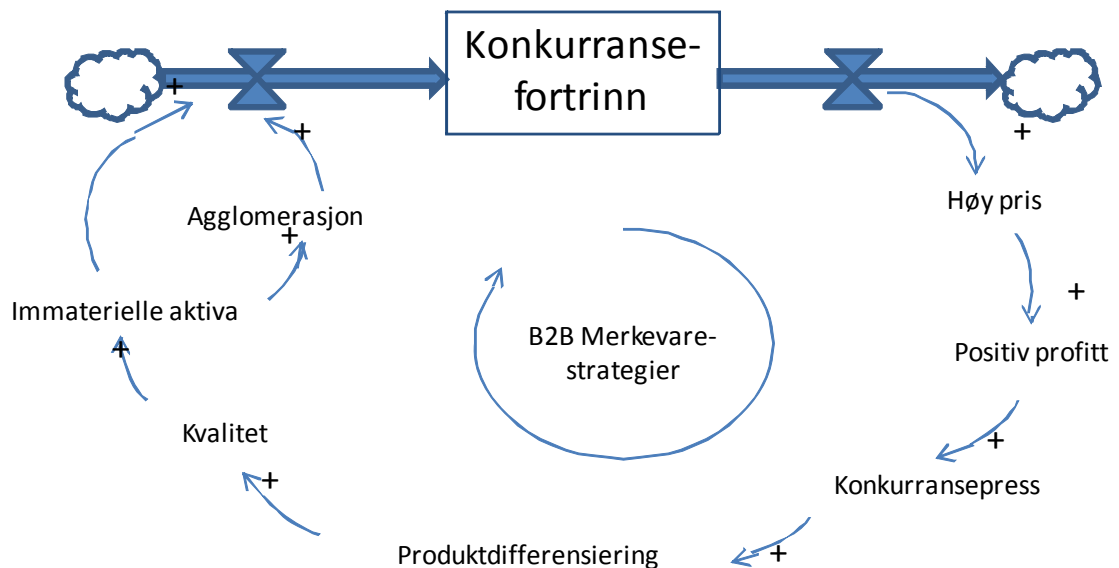 Konkurranse-
fortrinn
+
+
+
Agglomerasjon
+
Høy pris
Immaterielle aktiva
+
+
B2B Merkevare-
strategier
Positiv profitt
Kvalitet
+
+
Konkurransepress
Produktdifferensiering
+